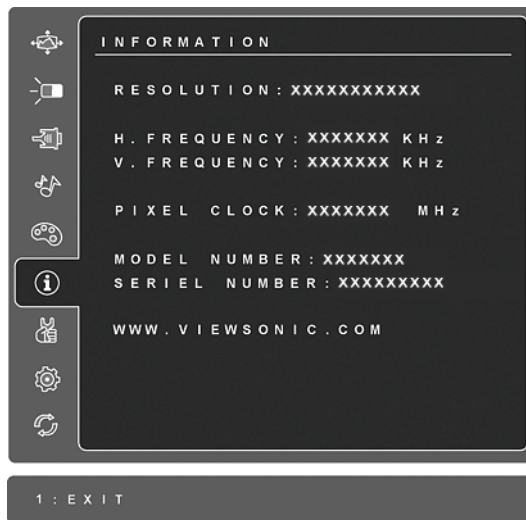 INFORMATION
RESOLUTION: XXXXXXXXXXX
H. FREQUENCY: XXXXXXX KHz
V. FREQUENCY: XXXXXXX KHz
PIXEL CLOCK: XXXXXXX MHz
MODEL NUMBER: XXXXXXX
SERIEL NUMBER: XXXXXXXXX
WWW.VIEWSONIC.COM
1:EXIT